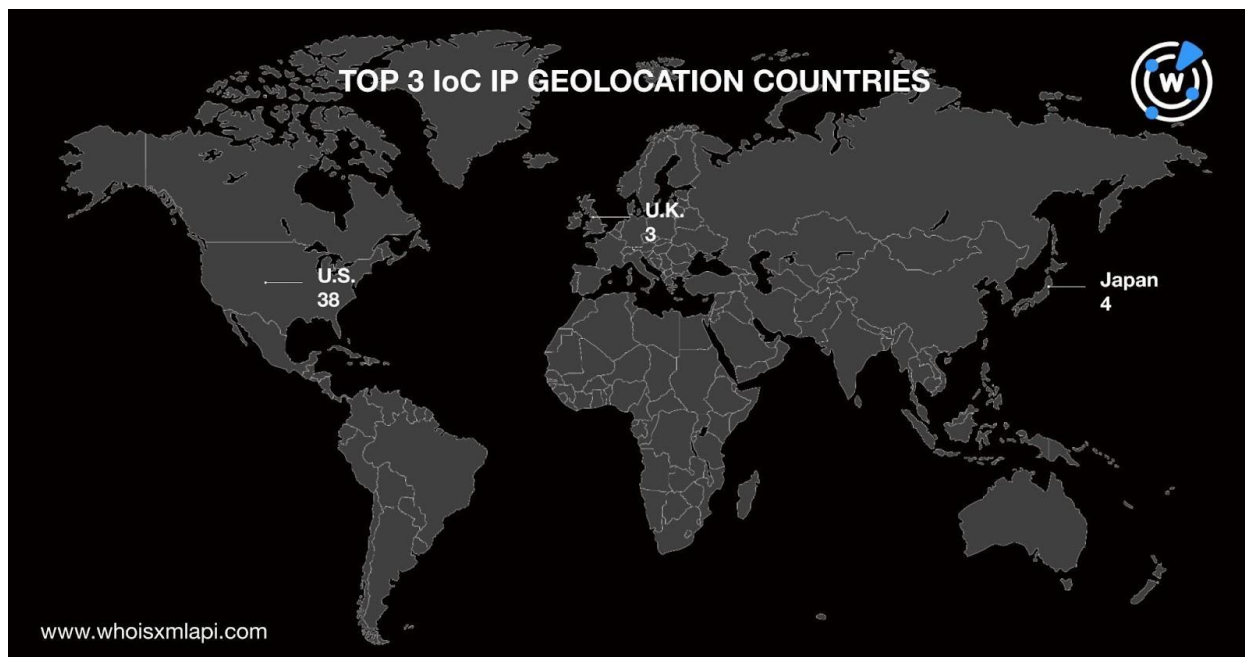 TOP 3 IoC IP GEOLOCATION COUNTRIES
W
U.K.
3
U.S.
38
Japan
4
www.whoisxmlapi.com